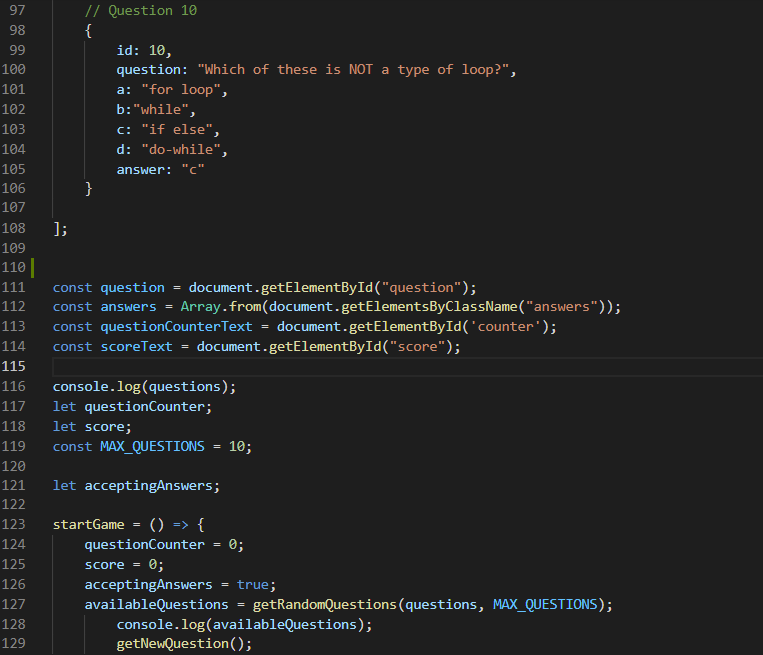 97 // Question 10
98 {
99 id: 10,
100 question: "Which of these is NOT a type of loop?",
101 a: "for loop",
102 b:"while",
103 c: "if else",
104 d: "do-while",
105 answer: "c"
106 }
107
108 ];
109
110
111 const question = document.getElementById("question");
112 const answers = Array.from(document.getElementsByClassName("answers"));
113 const questionCounterText = document.getElementById('counter');
114 const scoreText = document.getElementById("score");
115
116 console.log(questions);
117 let questionCounter;
118 let score;
119 const MAX_QUESTIONS = 10;
120
121 let acceptingAnswers;
122
123 startGame = () => {
124 questionCounter = 0;
125 score = 0;
126 acceptingAnswers = true;
127 availableQuestions = getRandomQuestions(questions, MAX_QUESTIONS);
128 console.log(availableQuestions);
129 getNewQuestion();